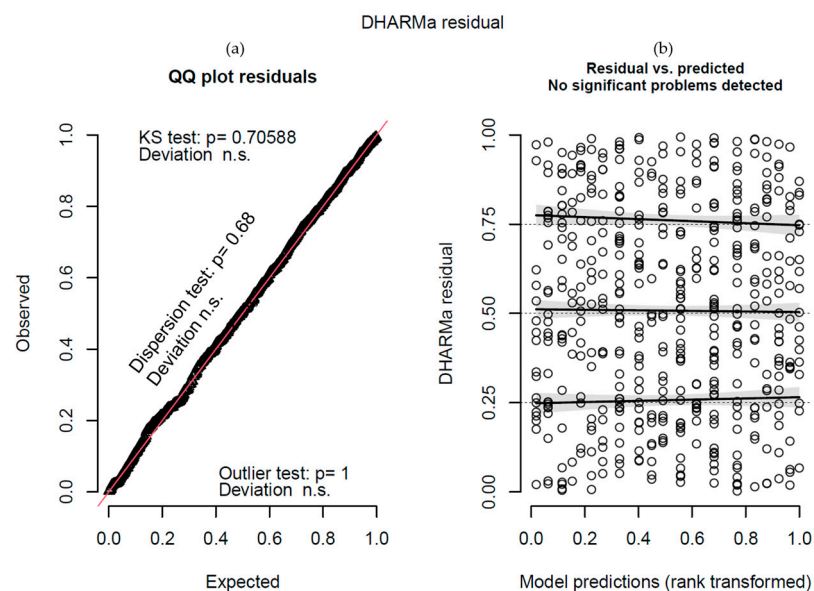 DHARMa residual
(a)
QQ plot residuals
KS test: p= 0.70588
Deviation n.s.
Dispersion test: p= 0.68
Deviation n.s.
Outlier test: p= 1
Deviation n.s.
Observed
0.0
0.2
0.4
0.6
0.8
1.0
0.0 0.2 0.4 0.6 0.8 1.0
Expected
(b)
Residual vs. predicted
No significant problems detected
DHARMa residual
0.00
0.25
0.50
0.75
1.00
0.0 0.2 0.4 0.6 0.8 1.0
Model predictions (rank transformed)